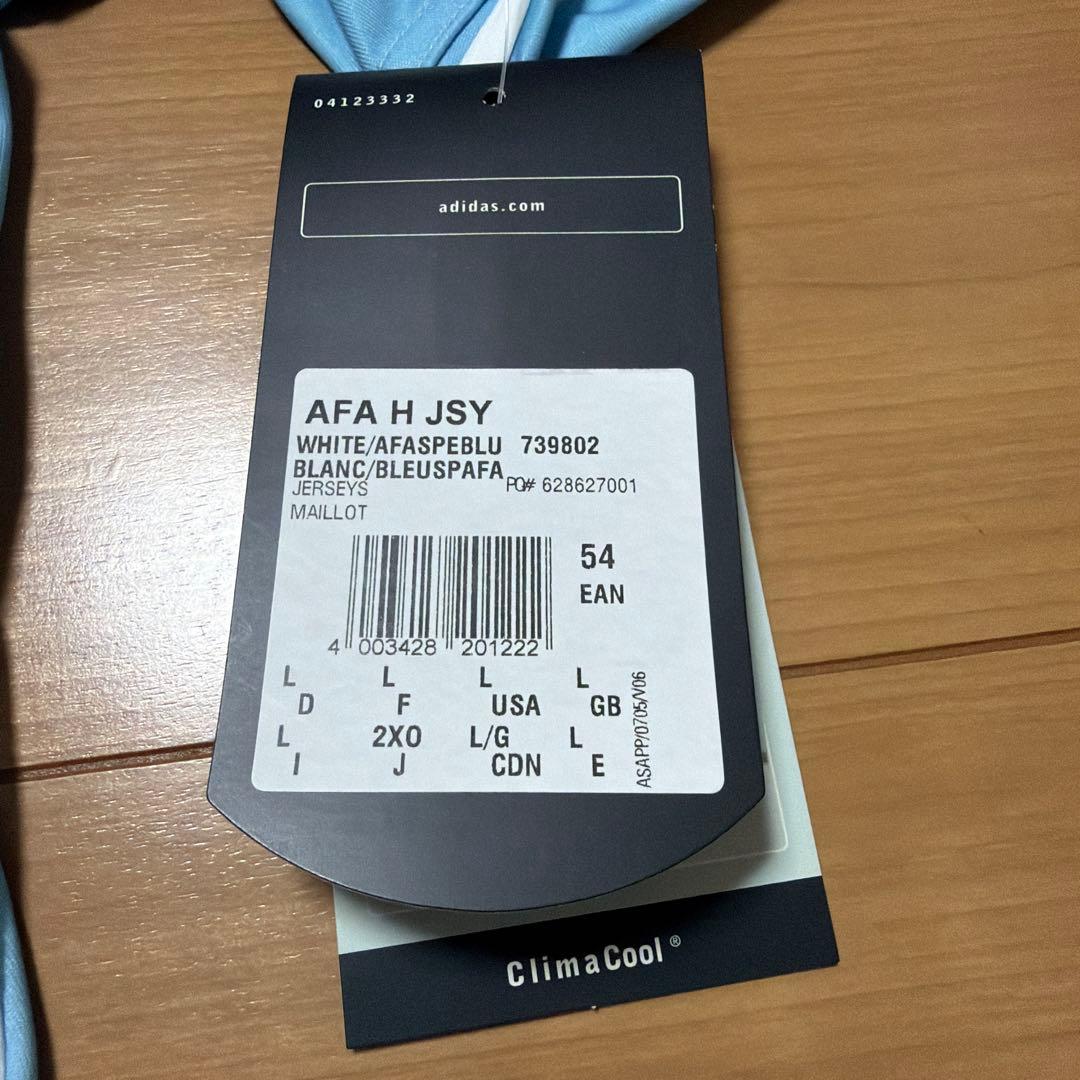 04123332
adidas.com
AFA H JSY
WHITE/AFASPEBLU 739802
BLANC/BLEUSPAFA
JERSEYS PO# 628627001
MAILLOT
54
EAN
4 003428 201222
L L L L
D F USA GB
L 2XO L/G L
I J CDN E
ASAPP/0705/V06
ClimaCool®